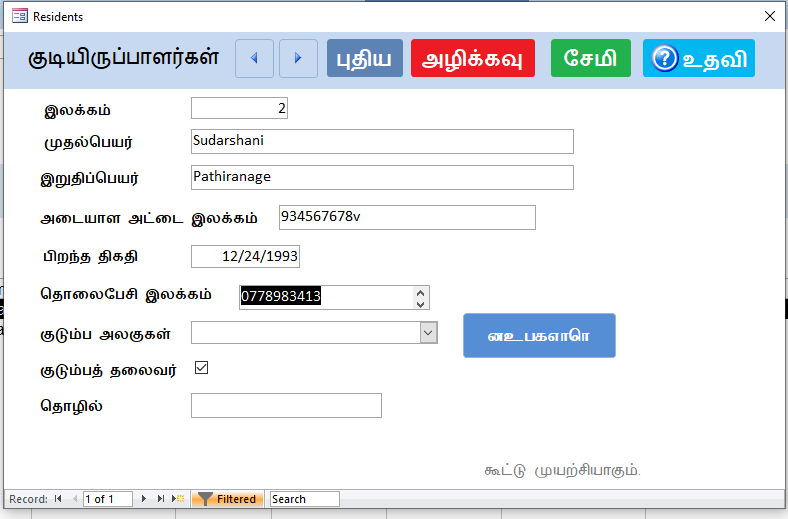 Residents
குடியிருப்பாளர்கள் புதிய அழிக்கவு சேமி உதவி
இலக்கம் 2
முதல்பெயர் Sudarshani
இறுதிப்பெயர் Pathiranage
அடையாள அட்டை இலக்கம் 934567678v
பிறந்த திகதி 12/24/1993
தொலைபேசி இலக்கம் 0778983413
குடும்ப அலகுகள் னஉபகளாளெ
குடும்பத் தலைவர்
தொழில்
கூட்டு முயற்சியாகும்.
Record: 1 of 1 Filtered Search